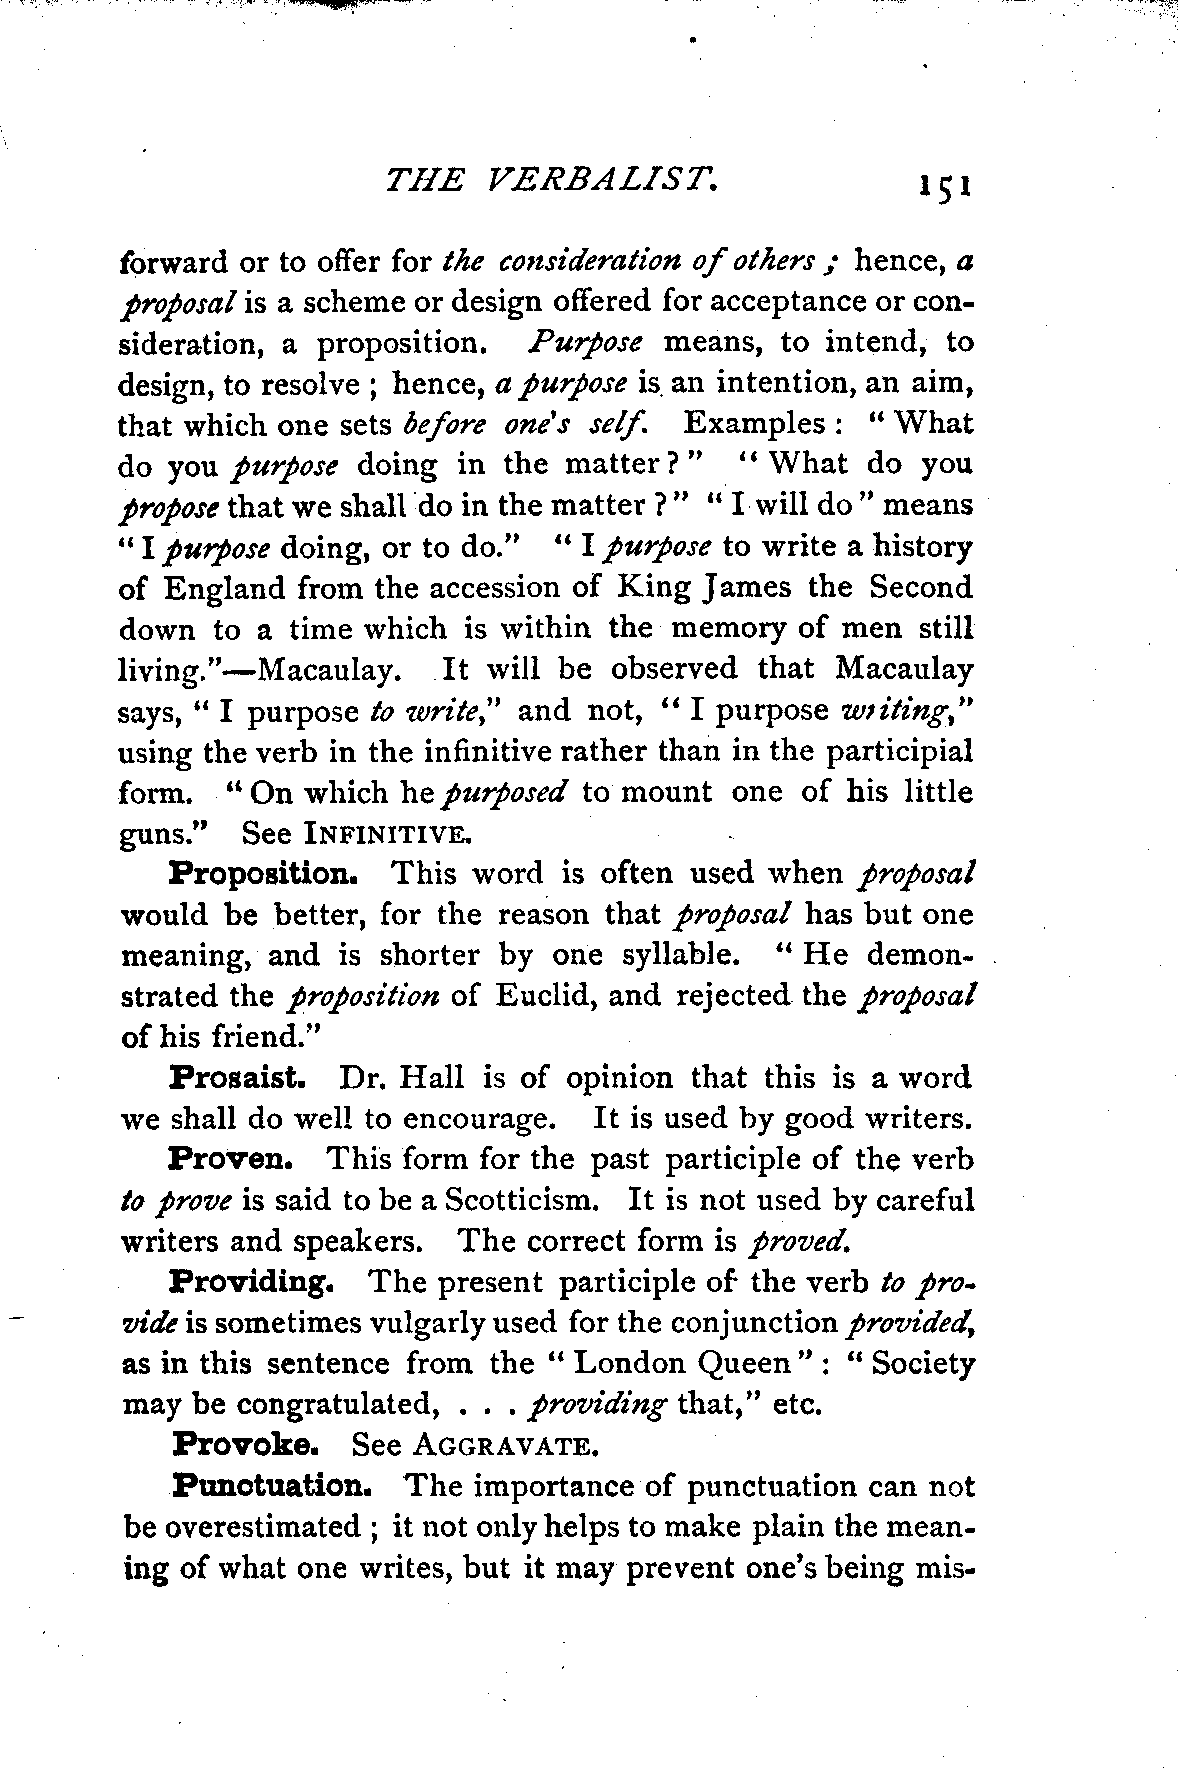 THE VERBALIST. 151
forward or to offer for the consideration of others ; hence, a
proposal is a scheme or design offered for acceptance or con-
sideration, a proposition. Purpose means, to intend, to
design, to resolve ; hence, a purpose is an intention, an aim,
that which one sets before one's self. Examples : " What
do you purpose doing in the matter ? " " What do you
propose that we shall do in the matter ? " " I will do " means
" I purpose doing, or to do." " I purpose to write a history
of England from the accession of King James the Second
down to a time which is within the memory of men still
living."—Macaulay. It will be observed that Macaulay
says, " I purpose to write," and not, " I purpose writing,"
using the verb in the infinitive rather than in the participial
form. " On which he purposed to mount one of his little
guns." See INFINITIVE.
Proposition. This word is often used when proposal
would be better, for the reason that proposal has but one
meaning, and is shorter by one syllable. " He demon-
strated the proposition of Euclid, and rejected the proposal
of his friend."
Prosaist. Dr. Hall is of opinion that this is a word
we shall do well to encourage. It is used by good writers.
Proven. This form for the past participle of the verb
to prove is said to be a Scotticism. It is not used by careful
writers and speakers. The correct form is proved.
Providing. The present participle of the verb to pro-
vide is sometimes vulgarly used for the conjunction provided,
as in this sentence from the " London Queen " : " Society
may be congratulated, . . . providing that," etc.
Provoke. See AGGRAVATE.
Punctuation. The importance of punctuation can not
be overestimated ; it not only helps to make plain the mean-
ing of what one writes, but it may prevent one's being mis-